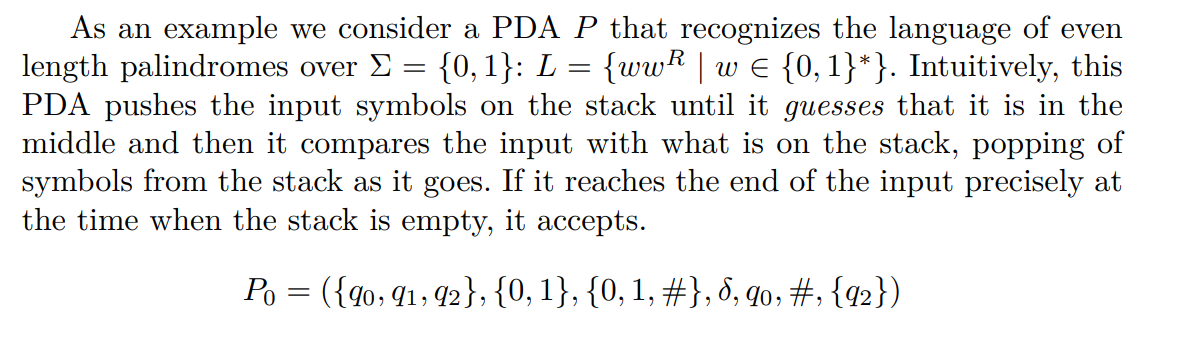 As an example we consider a PDA P that recognizes the language of even
length palindromes over Σ = {0, 1}: L = {ww^R | w ∈ {0, 1}*}. Intuitively, this
PDA pushes the input symbols on the stack until it guesses that it is in the
middle and then it compares the input with what is on the stack, popping of
symbols from the stack as it goes. If it reaches the end of the input precisely at
the time when the stack is empty, it accepts.
P₀ = ({q₀, q₁, q₂}, {0, 1}, {0, 1, #}, δ, q₀, #, {q₂})